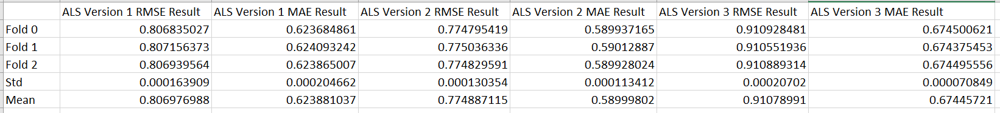 ALS Version 1 RMSE Result ALS Version 1 MAE Result ALS Version 2 RMSE Result ALS Version 2 MAE Result ALS Version 3 RMSE Result ALS Version 3 MAE Result
Fold 0 0.806835027 0.623684861 0.774795419 0.589937165 0.910928481 0.674500621
Fold 1 0.807156373 0.624093242 0.775036336 0.59012887 0.910551936 0.674375453
Fold 2 0.806939564 0.623865007 0.774829591 0.589928024 0.910889314 0.674495556
Std 0.000163909 0.000204662 0.000130354 0.000113412 0.00020702 0.000070849
Mean 0.806976988 0.623881037 0.774887115 0.58999802 0.91078991 0.67445721